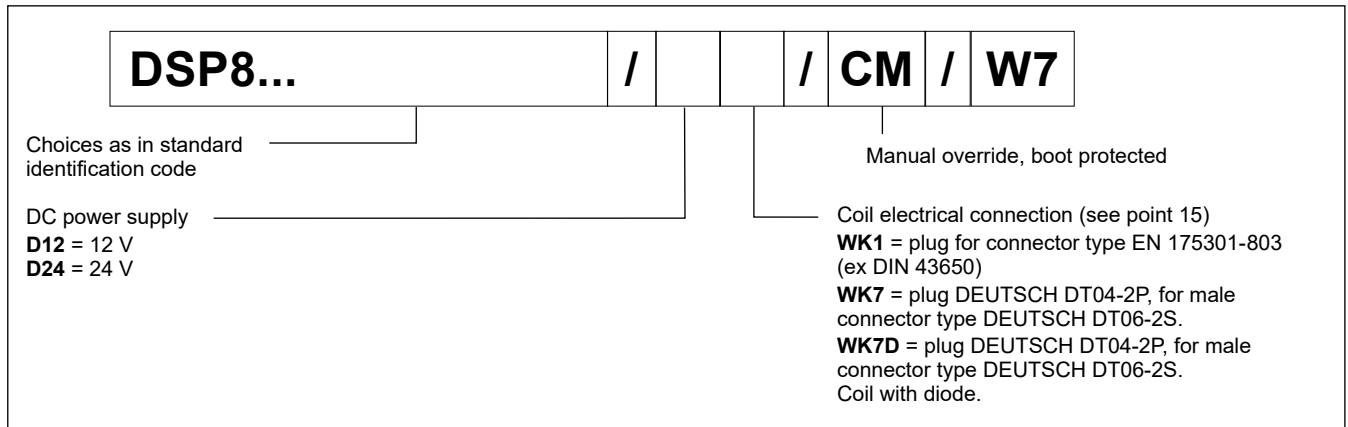 DSP8... / / CM / W7
Choices as in standard
identification code
Manual override, boot protected
DC power supply
D12 = 12 V
D24 = 24 V
Coil electrical connection (see point 15)
WK1 = plug for connector type EN 175301-803
(ex DIN 43650)
WK7 = plug DEUTSCH DT04-2P, for male
connector type DEUTSCH DT06-2S.
WK7D = plug DEUTSCH DT04-2P, for male
connector type DEUTSCH DT06-2S.
Coil with diode.